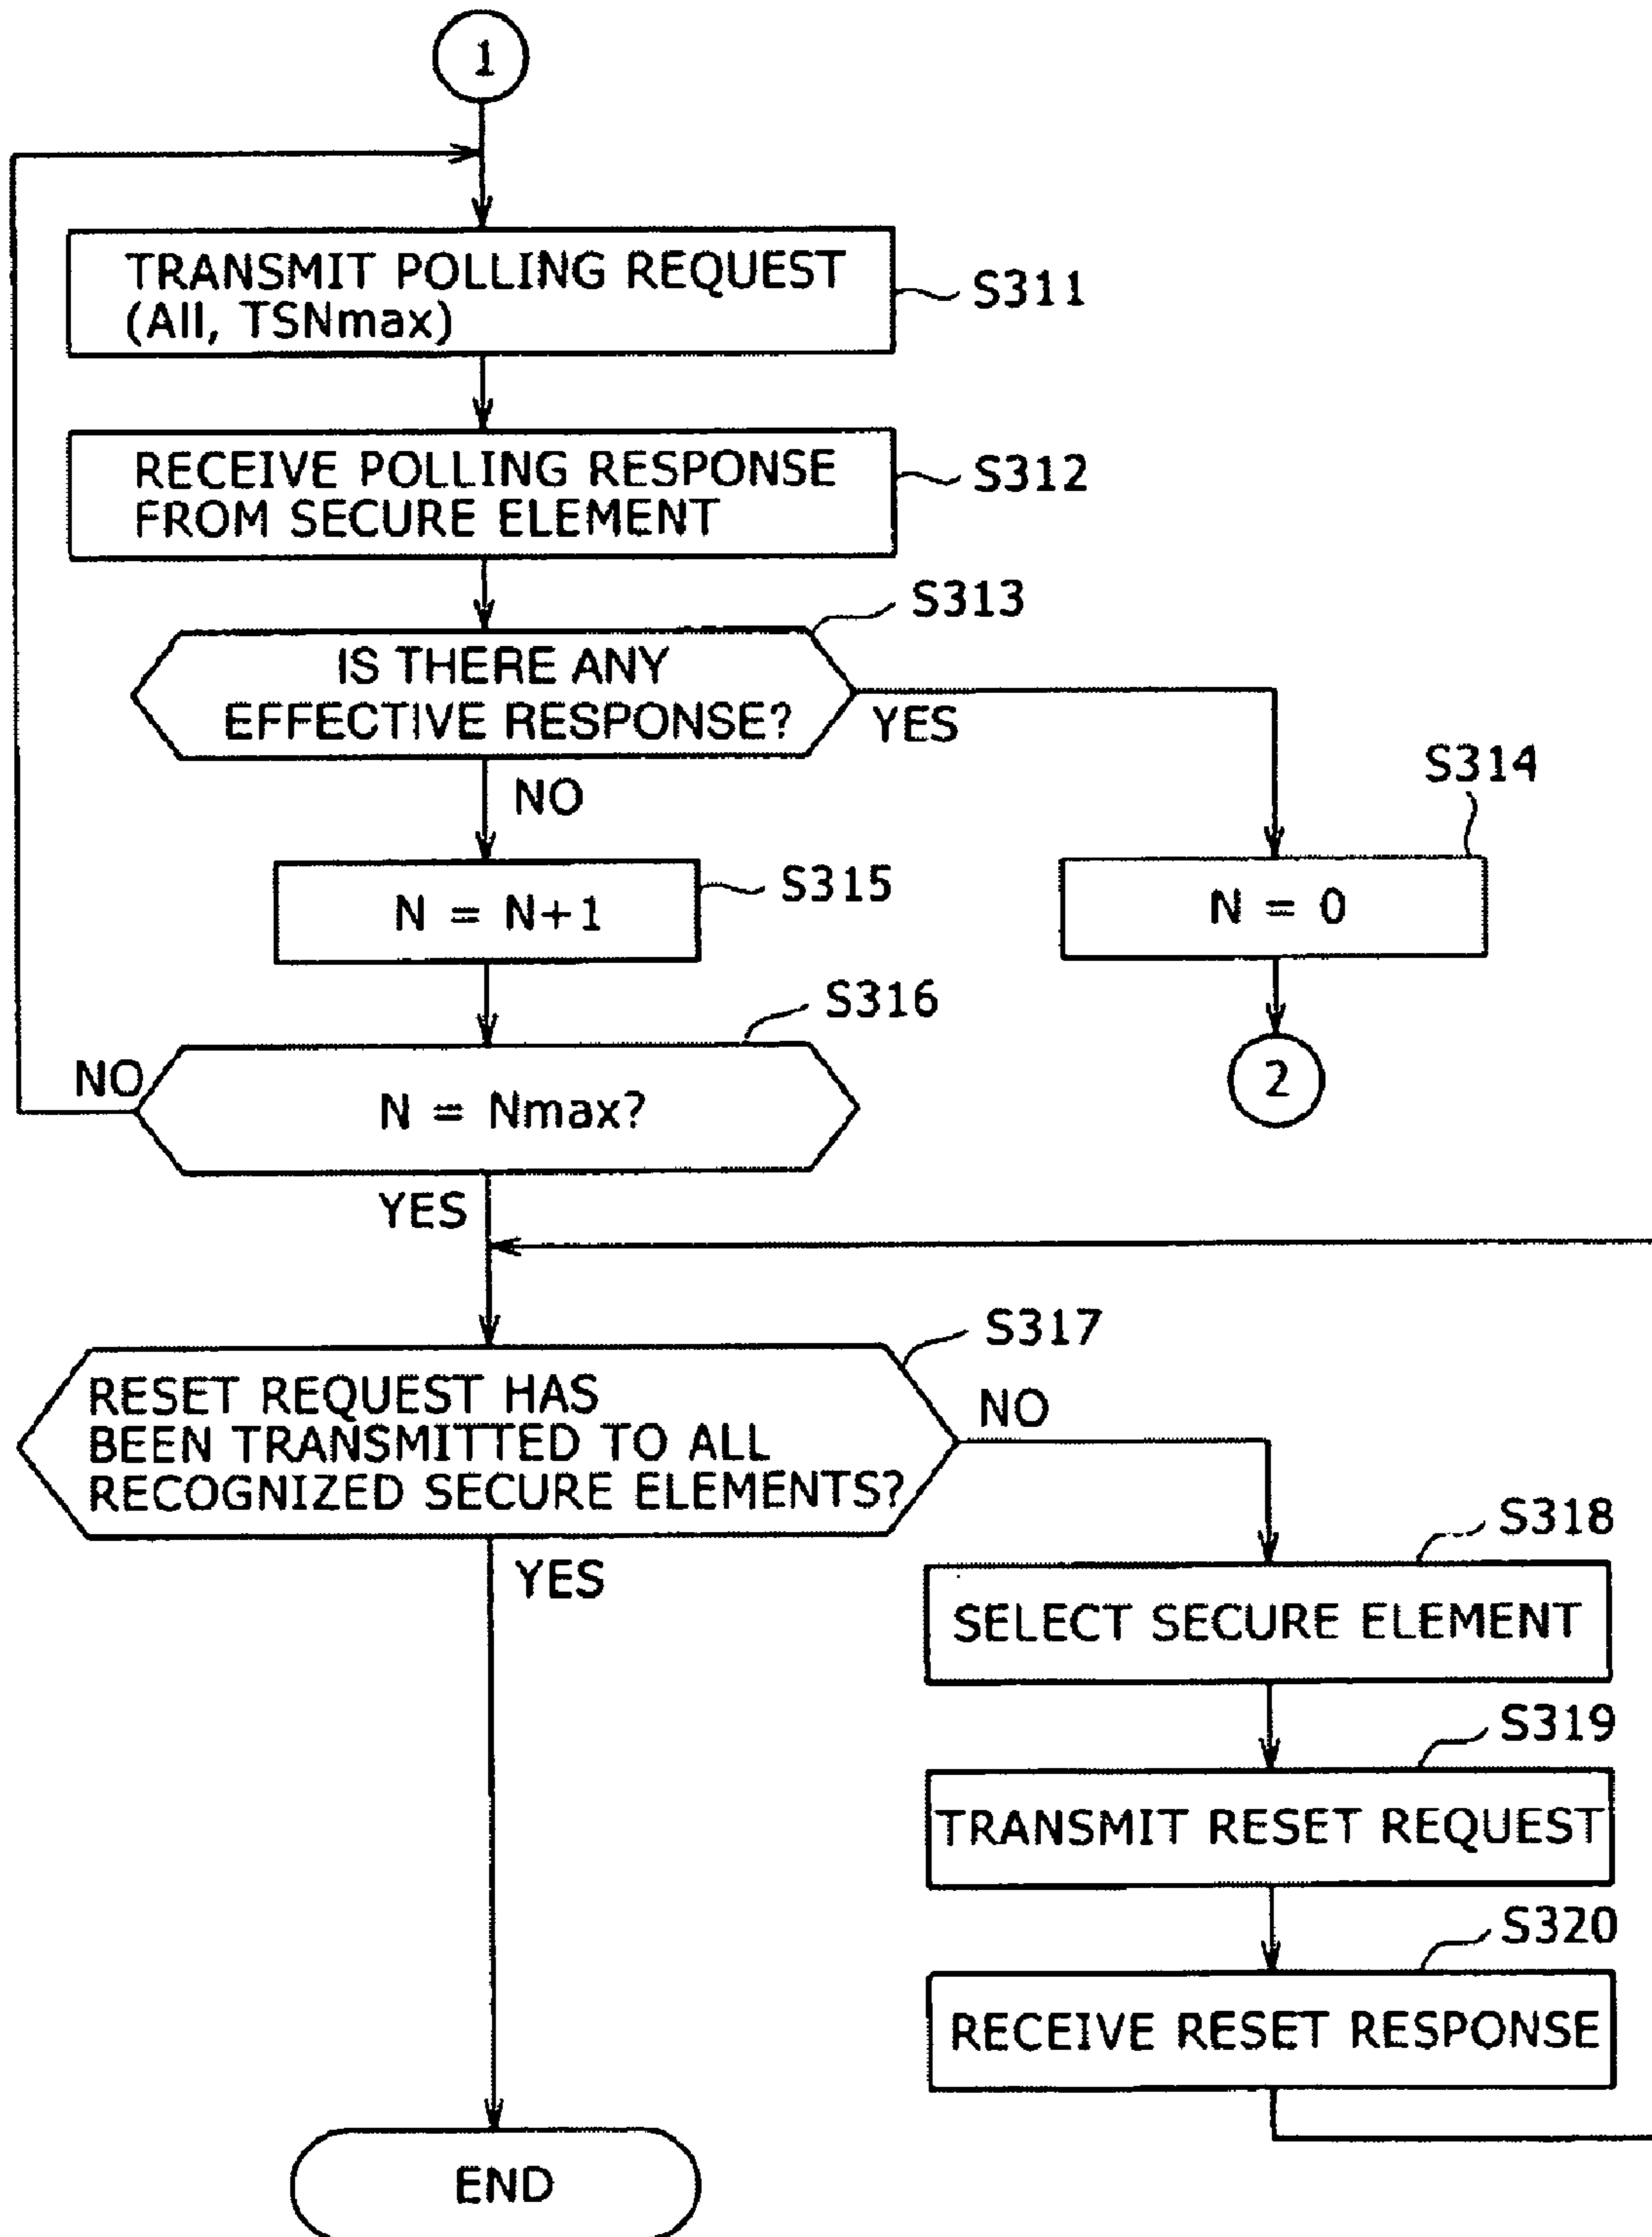 1
TRANSMIT POLLING REQUEST
(All, TSNmax)
S311
RECEIVE POLLING RESPONSE
FROM SECURE ELEMENT
S312
S313
IS THERE ANY
EFFECTIVE RESPONSE?
YES
NO
S314
N = N+1
S315
N = 0
S316
2
NO
N = Nmax?
YES
S317
RESET REQUEST HAS
BEEN TRANSMITTED TO ALL
RECOGNIZED SECURE ELEMENTS?
NO
YES
S318
SELECT SECURE ELEMENT
S319
TRANSMIT RESET REQUEST
S320
RECEIVE RESET RESPONSE
END